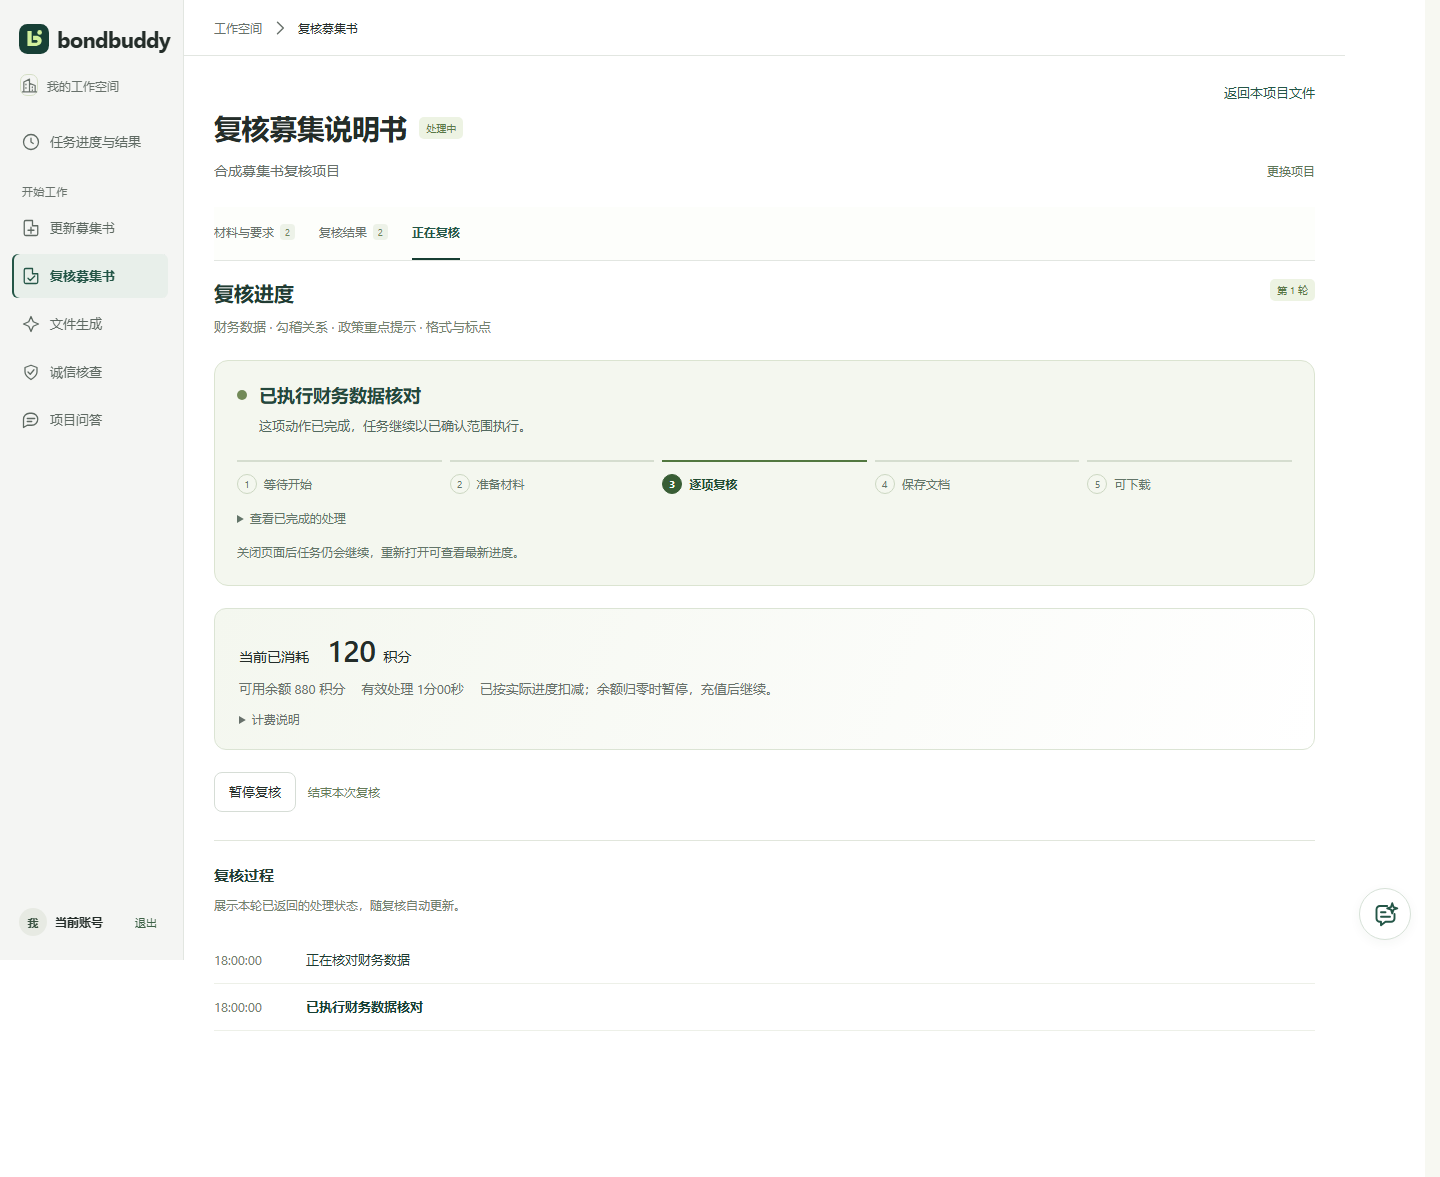 bondbuddy
我的工作空间
任务进度与结果
开始工作
更新募集书
复核募集书
文件生成
诚信核查
项目问答
我 当前账号 退出
工作空间 复核募集书
返回本项目文件
复核募集说明书 处理中
合成募集书复核项目 更换项目
材料与要求 2 复核结果 2 正在复核
复核进度 第 1 轮
财务数据 · 勾稽关系 · 政策重点提示 · 格式与标点
已执行财务数据核对
这项动作已完成，任务继续以已确认范围执行。
1 等待开始 2 准备材料 3 逐项复核 4 保存文档 5 可下载
查看已完成的处理
关闭页面后任务仍会继续，重新打开可查看最新进度。
当前已消耗 120 积分
可用余额 880 积分 有效处理 1分00秒 已按实际进度扣减；余额归零时暂停，充值后继续。
计费说明
暂停复核 结束本次复核
复核过程
展示本轮已返回的处理状态，随复核自动更新。
18:00:00 正在核对财务数据
18:00:00 已执行财务数据核对